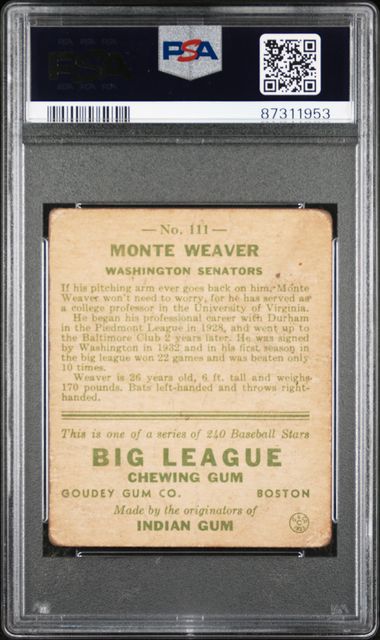 PSA
PSA
87311953
— No. 111 —
MONTE WEAVER
WASHINGTON SENATORS
If his pitching arm ever goes back on him, Monte
Weaver won't need to worry, for he has served as
a college professor in the University of Virginia.
He began his professional career with Durham
in the Piedmont League in 1928, and went up to
the Baltimore Club 2 years later. He was signed
by Washington in 1932 and in his first season in
the big league won 22 games and was beaten only
10 times.
Weaver is 26 years old, 6 ft. tall and weighs
170 pounds. Bats left-handed and throws right-
handed.
This is one of a series of 240 Baseball Stars
BIG LEAGUE
CHEWING GUM
GOUDEY GUM CO. BOSTON
Made by the originators of
INDIAN GUM